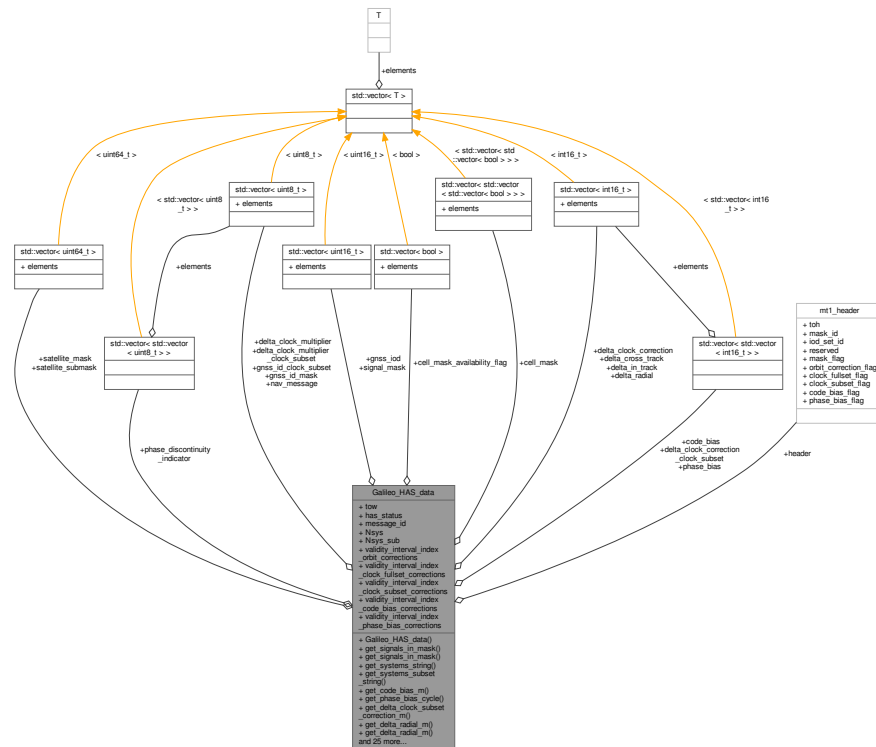 T
+elements
std::vector< T >
< uint64_t >
< std::vector< uint8
_t > >
< uint8_t >
< uint16_t >
< bool >
< std::vector< std
::vector< bool > > >
< int16_t >
< std::vector< int16
_t > >
std::vector< uint8_t >
+ elements
std::vector< std::vector
< std::vector< bool > > >
+ elements
std::vector< int16_t >
+ elements
std::vector< uint64_t >
+ elements
std::vector< uint16_t >
+ elements
std::vector< bool >
+ elements
+elements
+elements
std::vector< std::vector
< uint8_t > >
std::vector< std::vector
< int16_t > >
mt1_header
+ toh
+ mask_id
+ iod_set_id
+ reserved
+ mask_flag
+ orbit_correction_flag
+ clock_fullset_flag
+ clock_subset_flag
+ code_bias_flag
+ phase_bias_flag
+satellite_mask
+satellite_submask
+delta_clock_multiplier
+delta_clock_multiplier
_clock_subset
+gnss_id_clock_subset
+gnss_id_mask
+nav_message
+gnss_iod
+signal_mask
+cell_mask_availability_flag
+cell_mask
+delta_clock_correction
+delta_cross_track
+delta_in_track
+delta_radial
+phase_discontinuity
_indicator
+code_bias
+delta_clock_correction
_clock_subset
+phase_bias
+header
Galileo_HAS_data
+ tow
+ has_status
+ message_id
+ Nsys
+ Nsys_sub
+ validity_interval_index
_orbit_corrections
+ validity_interval_index
_clock_fullset_corrections
+ validity_interval_index
_clock_subset_corrections
+ validity_interval_index
_code_bias_corrections
+ validity_interval_index
_phase_bias_corrections
+ Galileo_HAS_data()
+ get_signals_in_mask()
+ get_signals_in_mask()
+ get_systems_string()
+ get_systems_subset
_string()
+ get_code_bias_m()
+ get_phase_bias_cycle()
+ get_delta_clock_subset
_correction_m()
+ get_delta_radial_m()
+ get_delta_radial_m()
and 25 more...